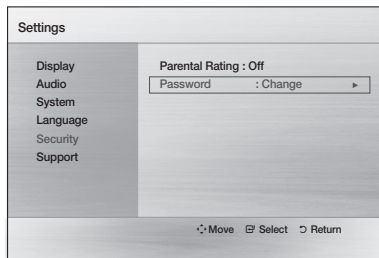 Settings
Display
Audio
System
Language
Security
Support
Parental Rating : Off
Password : Change ►
Move Select Return